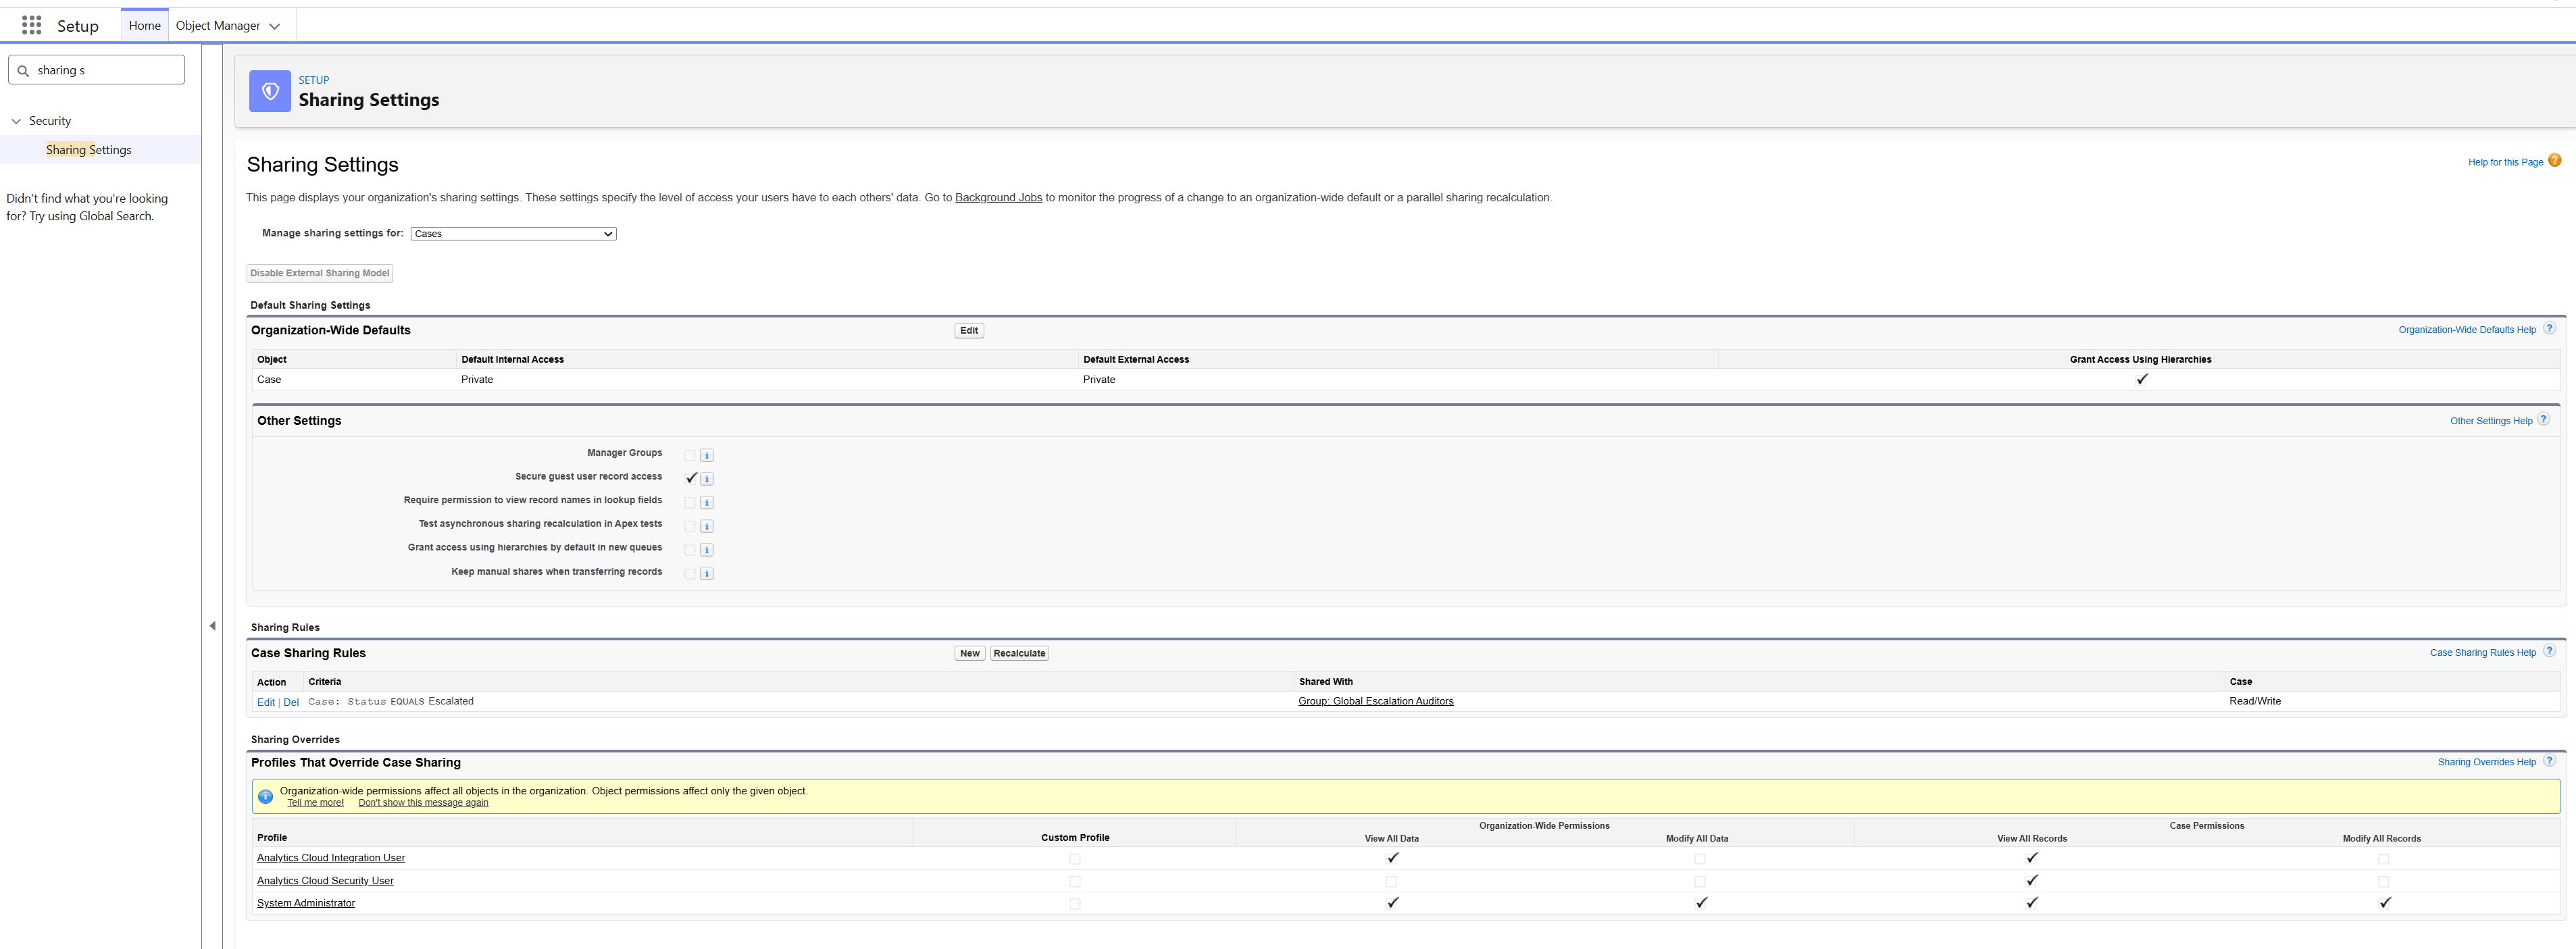 Setup
Home
Object Manager
sharing s
Security
Sharing Settings
Didn't find what you're looking
for? Try using Global Search.
SETUP
Sharing Settings
Sharing Settings
Help for this Page
This page displays your organization's sharing settings. These settings specify the level of access your users have to each others' data. Go to Background Jobs to monitor the progress of a change to an organization-wide default or a parallel sharing recalculation.
Manage sharing settings for: Cases
Disable External Sharing Model
Default Sharing Settings
Organization-Wide Defaults Edit Organization-Wide Defaults Help
Object Default Internal Access Default External Access Grant Access Using Hierarchies
Case Private Private
Other Settings Other Settings Help
Manager Groups
Secure guest user record access
Require permission to view record names in lookup fields
Test asynchronous sharing recalculation in Apex tests
Grant access using hierarchies by default in new queues
Keep manual shares when transferring records
Sharing Rules
Case Sharing Rules New Recalculate Case Sharing Rules Help
Action Criteria Shared With Case
Edit | Del Case: Status EQUALS Escalated Group: Global Escalation Auditors Read/Write
Sharing Overrides
Profiles That Override Case Sharing Sharing Overrides Help
Organization-wide permissions affect all objects in the organization. Object permissions affect only the given object.
Tell me more! Don't show this message again
Organization-Wide Permissions Case Permissions
Profile Custom Profile View All Data Modify All Data View All Records Modify All Records
Analytics Cloud Integration User
Analytics Cloud Security User
System Administrator